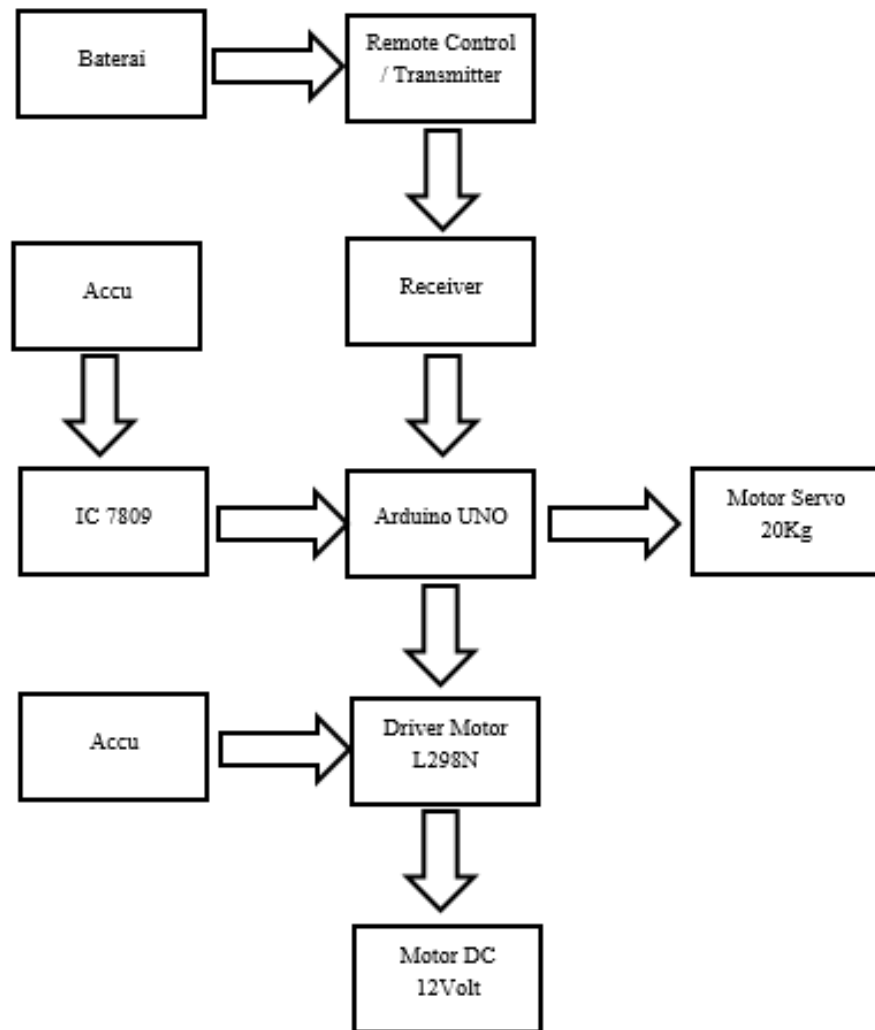 Baterai
Remote Control
/ Transmitter
Accu
Receiver
IC 7809
Arduino UNO
Motor Servo
20Kg
Accu
Driver Motor
L298N
Motor DC
12Volt